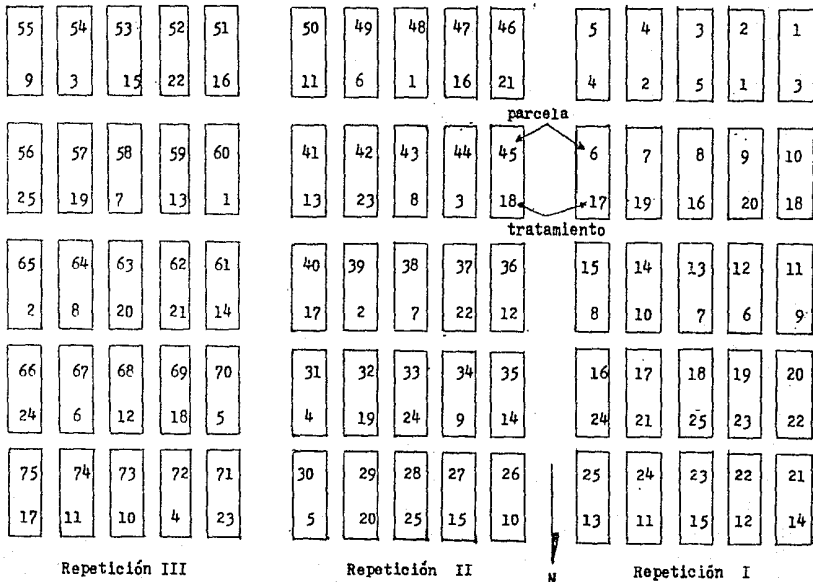 55 54 53 52 51 50 49 48 47 46 5 4 3 2 1
9 3 15 22 16 11 6 1 16 21 4 2 5 1 3
parcela
56 57 58 59 60 41 42 43 44 45 6 7 8 9 10
25 19 7 13 1 13 23 8 3 18 17 19 16 20 18
tratamiento
65 64 63 62 61 40 39 38 37 36 15 14 13 12 11
2 8 20 21 14 17 2 7 22 12 8 10 7 6 9
66 67 68 69 70 31 32 33 34 35 16 17 18 19 20
24 6 12 18 5 4 19 24 9 14 24 21 25 23 22
75 74 73 72 71 30 29 28 27 26 25 24 23 22 21
17 11 10 4 23 5 20 25 15 10 13 11 15 12 14
Repetición III Repetición II N Repetición I